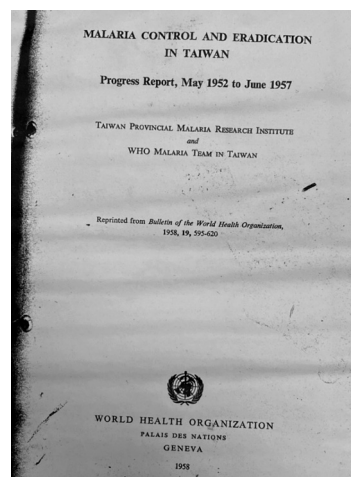 MALARIA CONTROL AND ERADICATION
IN TAIWAN
Progress Report, May 1952 to June 1957
TAIWAN PROVINCIAL MALARIA RESEARCH INSTITUTE
and
WHO MALARIA TEAM IN TAIWAN
Reprinted from Bulletin of the World Health Organization,
1958, 19, 595-620
WORLD HEALTH ORGANIZATION
PALAIS DES NATIONS
GENEVA
1958